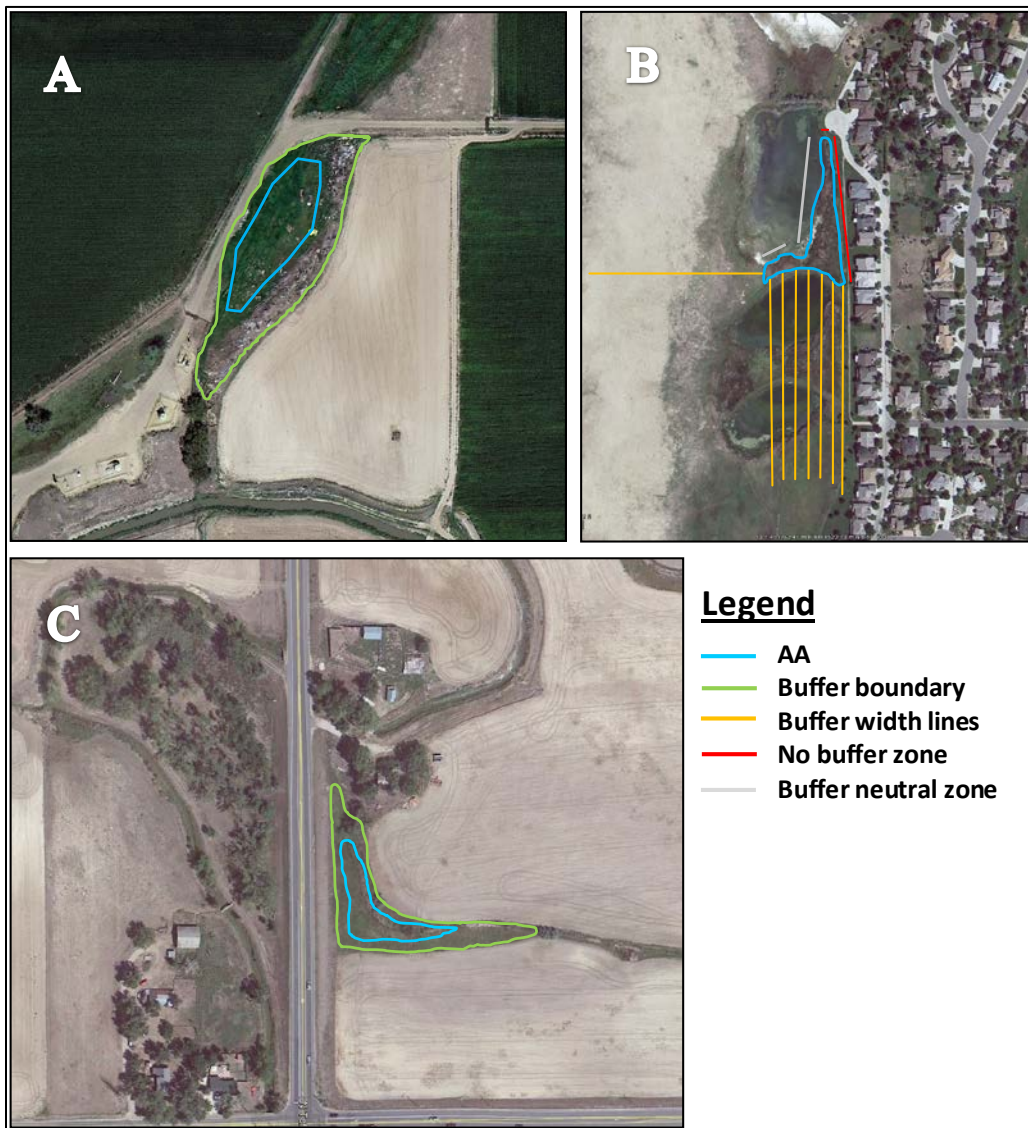 A
B
C
Legend
AA
Buffer boundary
Buffer width lines
No buffer zone
Buffer neutral zone